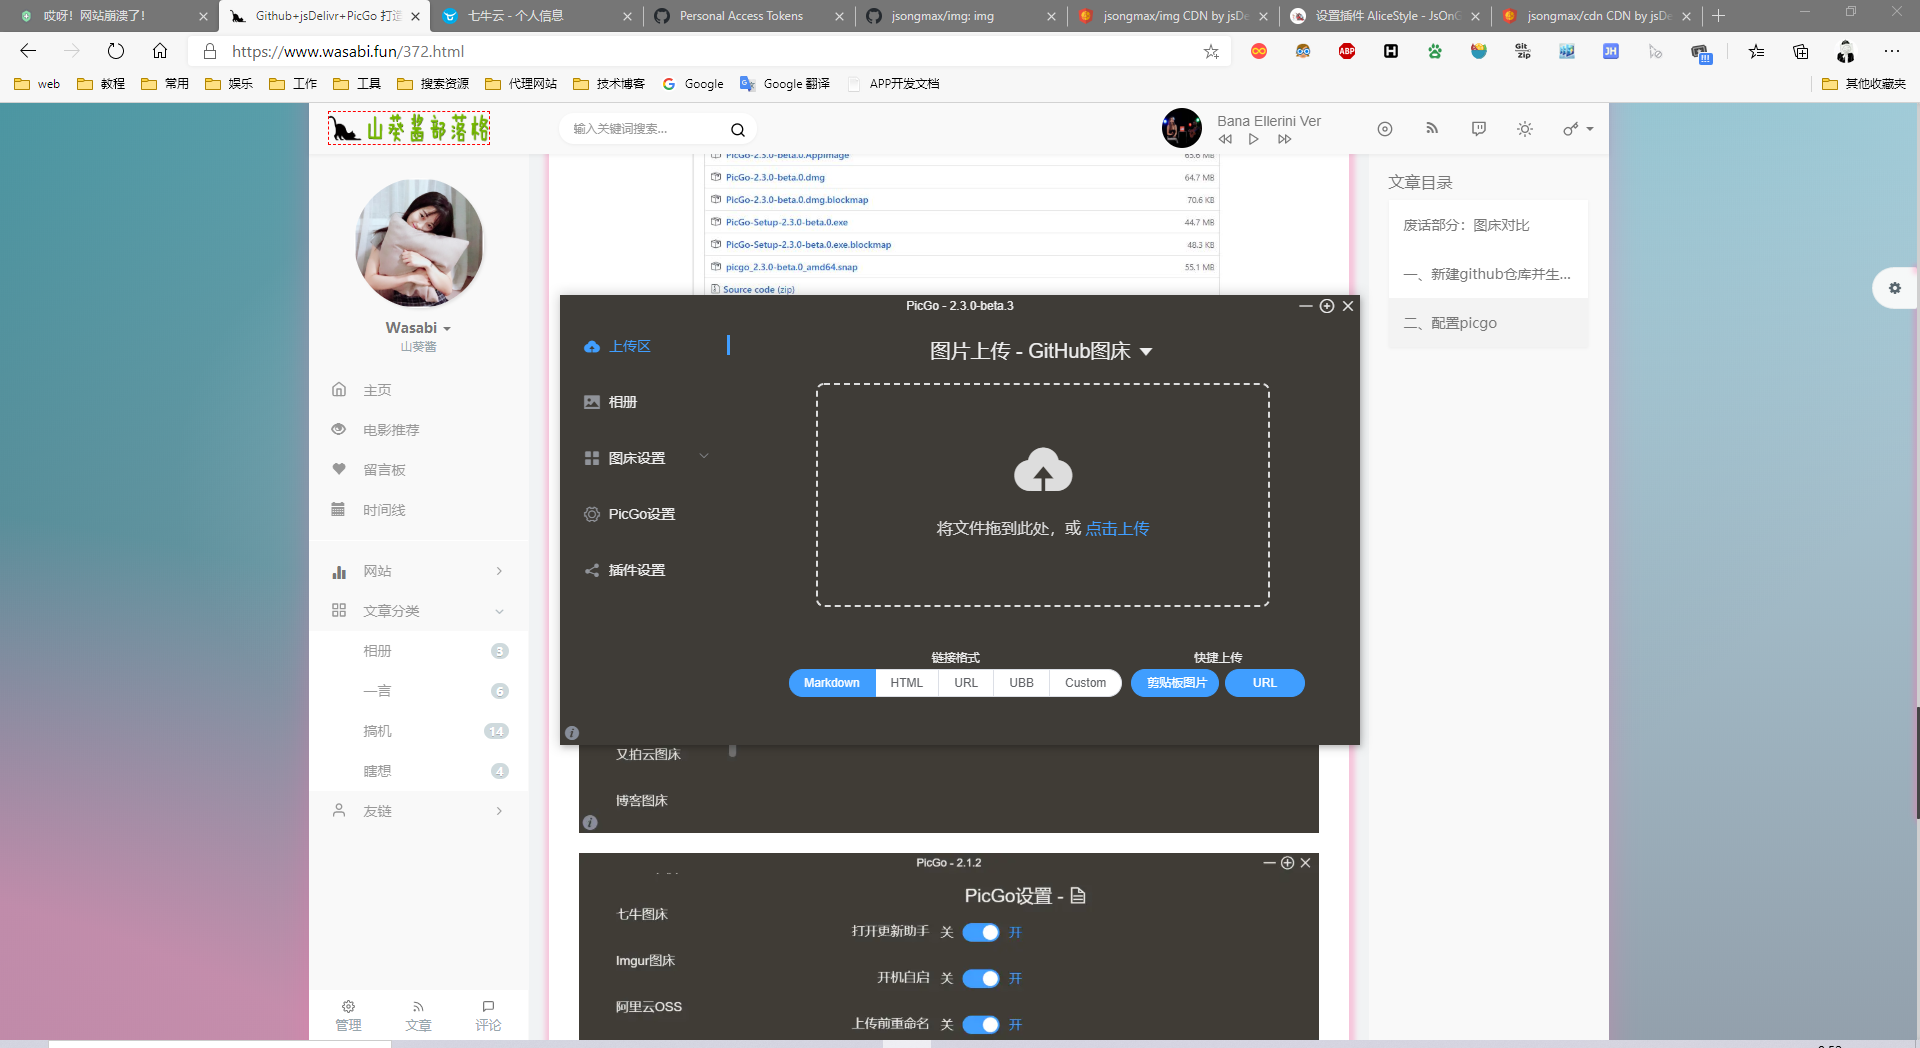 哎呀！网站崩溃了!
Github+jsDelivr+PicGo 打造
七牛云 - 个人信息
Personal Access Tokens
jsongmax/img: img
jsongmax/img CDN by jsDe
设置插件 AliceStyle - JsOnG
jsongmax/cdn CDN by jsDe
https://www.wasabi.fun/372.html
web
教程
常用
娱乐
工作
工具
搜索资源
代理网站
技术博客
Google
Google 翻译
APP开发文档
其他收藏夹
山葵酱部落格
输入关键词搜索...
Bana Ellerini Ver
PicGo-2.3.0-beta.0.AppImage
65.6 MB
PicGo-2.3.0-beta.0.dmg
64.7 MB
PicGo-2.3.0-beta.0.dmg.blockmap
70.6 KB
PicGo-Setup-2.3.0-beta.0.exe
44.7 MB
PicGo-Setup-2.3.0-beta.0.exe.blockmap
48.3 KB
picgo_2.3.0-beta.0_amd64.snap
55.1 MB
Source code (zip)
Wasabi
山葵酱
主页
电影推荐
留言板
时间线
网站
文章分类
相册
3
一言
6
搞机
14
瞎想
4
友链
管理
文章
评论
PicGo - 2.3.0-beta.3
上传区
相册
图床设置
PicGo设置
插件设置
图片上传 - GitHub图床
将文件拖到此处，或 点击上传
链接格式
快捷上传
Markdown
HTML
URL
UBB
Custom
剪贴板图片
URL
又拍云图床
博客图床
PicGo - 2.1.2
PicGo设置 -
七牛图床
Imgur图床
阿里云OSS
打开更新助手 关 开
开机自启 关 开
上传前重命名 关 开
文章目录
废话部分：图床对比
一、新建github仓库并生...
二、配置picgo